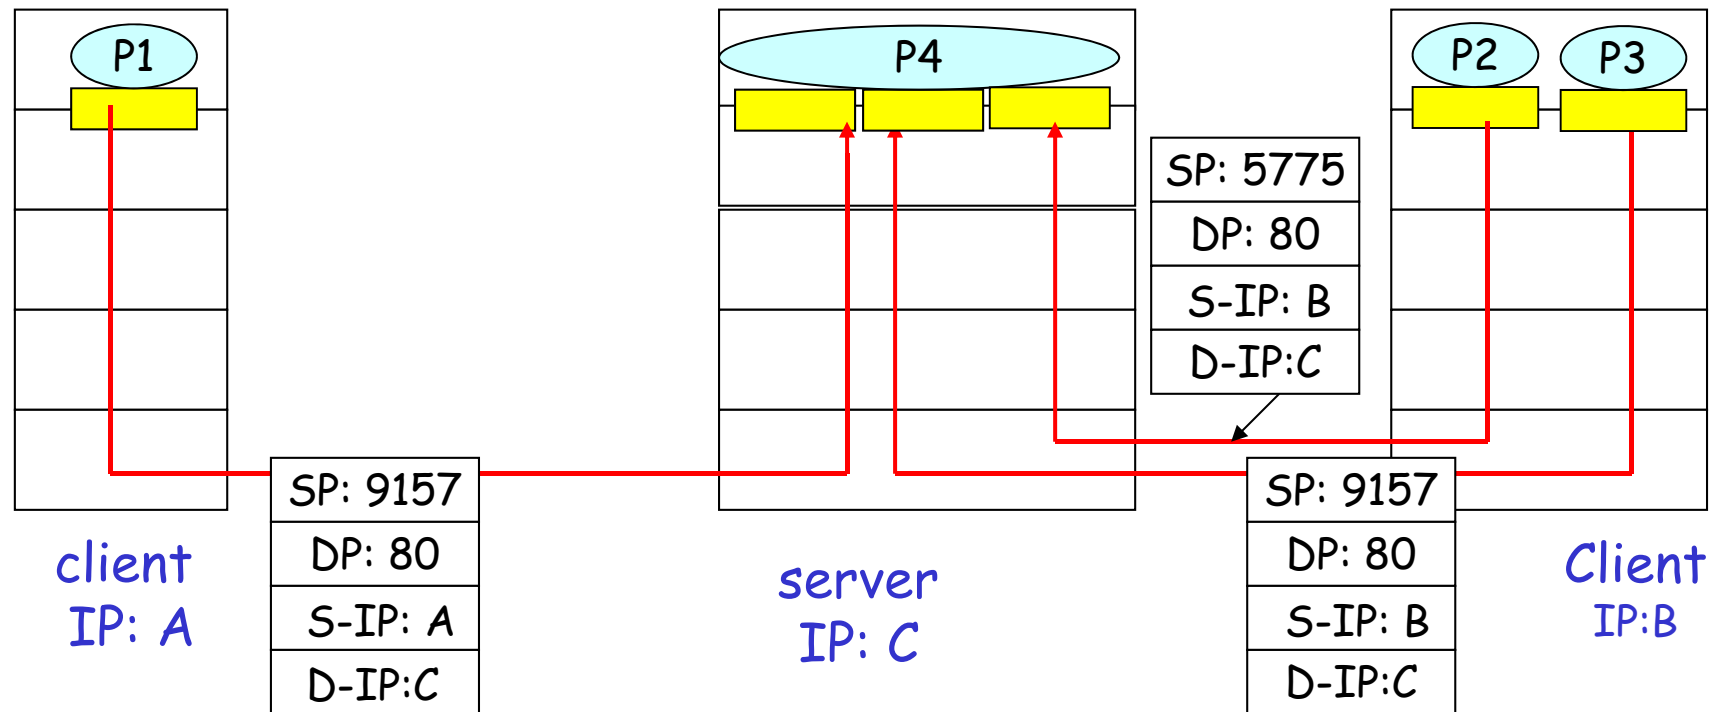 P1
P4
P2
P3
SP: 5775
DP: 80
S-IP: B
D-IP:C
SP: 9157
DP: 80
S-IP: A
D-IP:C
SP: 9157
DP: 80
S-IP: B
D-IP:C
client
IP: A
server
IP: C
Client
IP:B